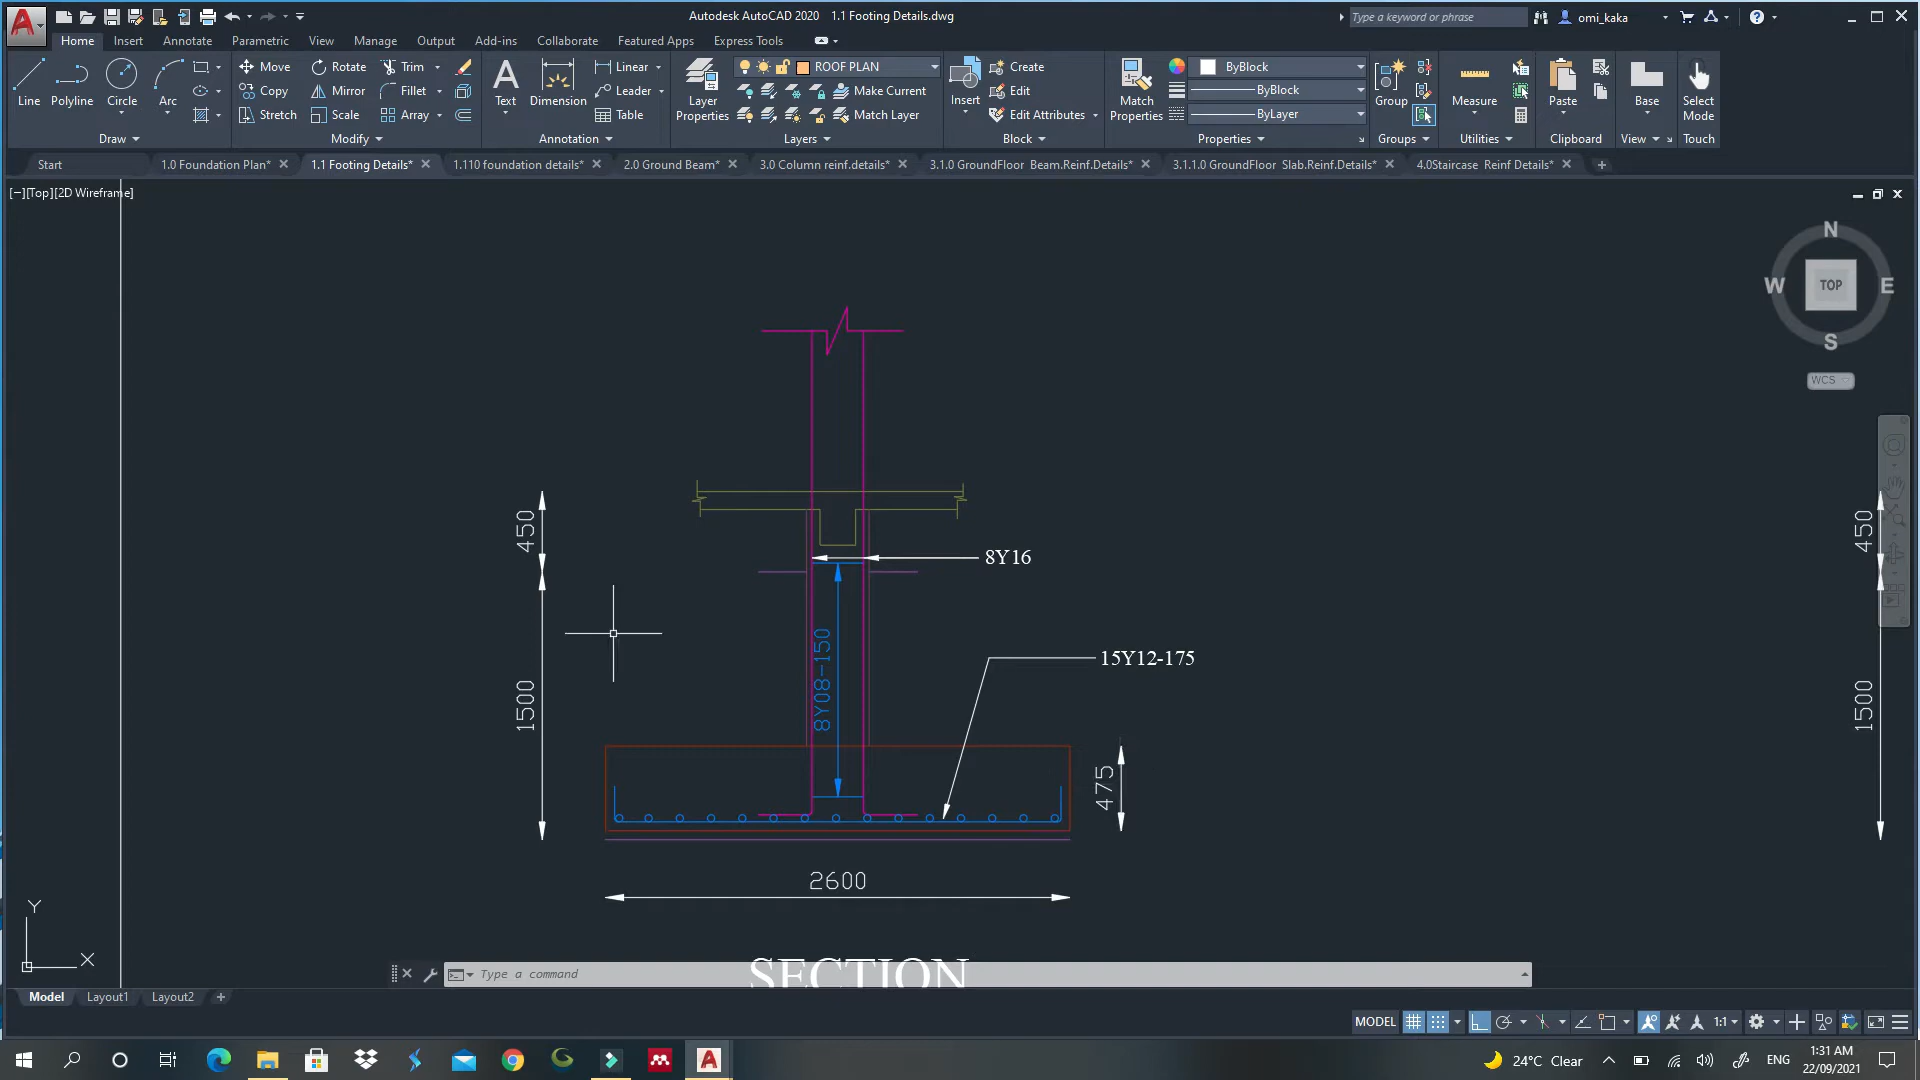 Autodesk AutoCAD 2020 1.1 Footing Details.dwg
Type a keyword or phrase
omi_kaka
Home Insert Annotate Parametric View Manage Output Add-ins Collaborate Featured Apps Express Tools
Line Polyline Circle Arc
Move Rotate Trim
Copy Mirror Fillet
Stretch Scale Array
Text Dimension
Linear
Leader
Table
Layer Properties
ROOF PLAN
Make Current
Match Layer
Insert
Create
Edit
Edit Attributes
Match Properties
ByBlock
ByBlock
ByLayer
Group
Measure
Paste
Base
Select Mode
Draw Modify Annotation Layers Block Properties Groups Utilities Clipboard View Touch
Start 1.0 Foundation Plan* 1.1 Footing Details* 1.110 foundation details* 2.0 Ground Beam* 3.0 Column reinf.details* 3.1.0 GroundFloor Beam.Reinf.Details* 3.1.1.0 GroundFloor Slab.Reinf.Details* 4.0Staircase Reinf Details*
[−][Top][2D Wireframe]
N
W TOP E
S
WCS
450
8Y16
450
8Y08-150
15Y12-175
1500
1500
475
2600
Y
X
SECTION
Type a command
Model Layout1 Layout2
MODEL
1:1
24°C Clear
ENG
1:31 AM
22/09/2021